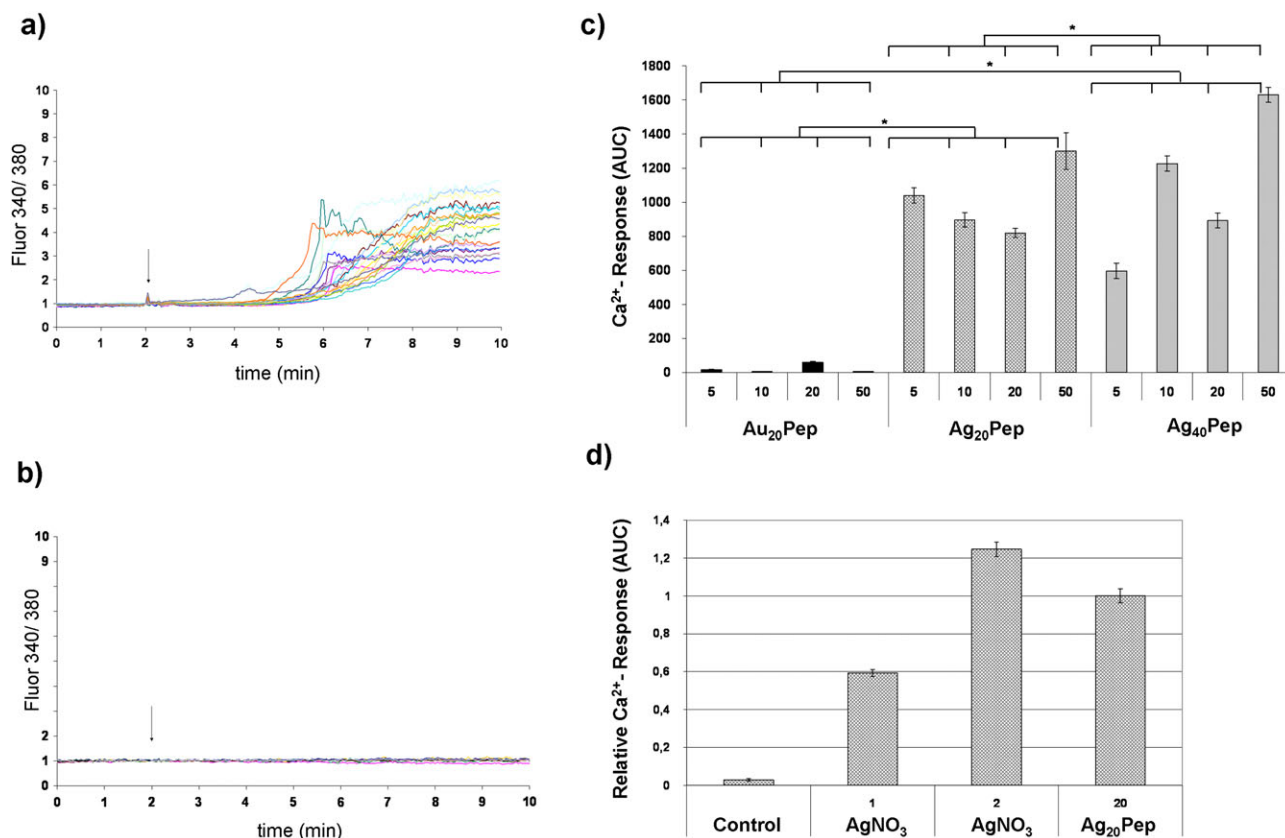 a)
Fluor 340/ 380
10
9
6
5
4
3
2
1
0
0 1 2 3 4 5 6 7 8 9 10
time (min)
b)
Fluor 340/ 380
10
9
2
1
0
0 1 2 3 4 5 6 7 8 9 10
time (min)
c)
Ca²⁺- Response (AUC)
1800
1600
1400
1200
1000
800
600
400
200
0
*
*
*
5 10 20 50 5 10 20 50 5 10 20 50
Au₂₀Pep Ag₂₀Pep Ag₄₀Pep
d)
Relative Ca²⁺- Response (AUC)
1,4
1,2
1
0,8
0,6
0,4
0,2
0
1 2 20
Control AgNO₃ AgNO₃ Ag₂₀Pep